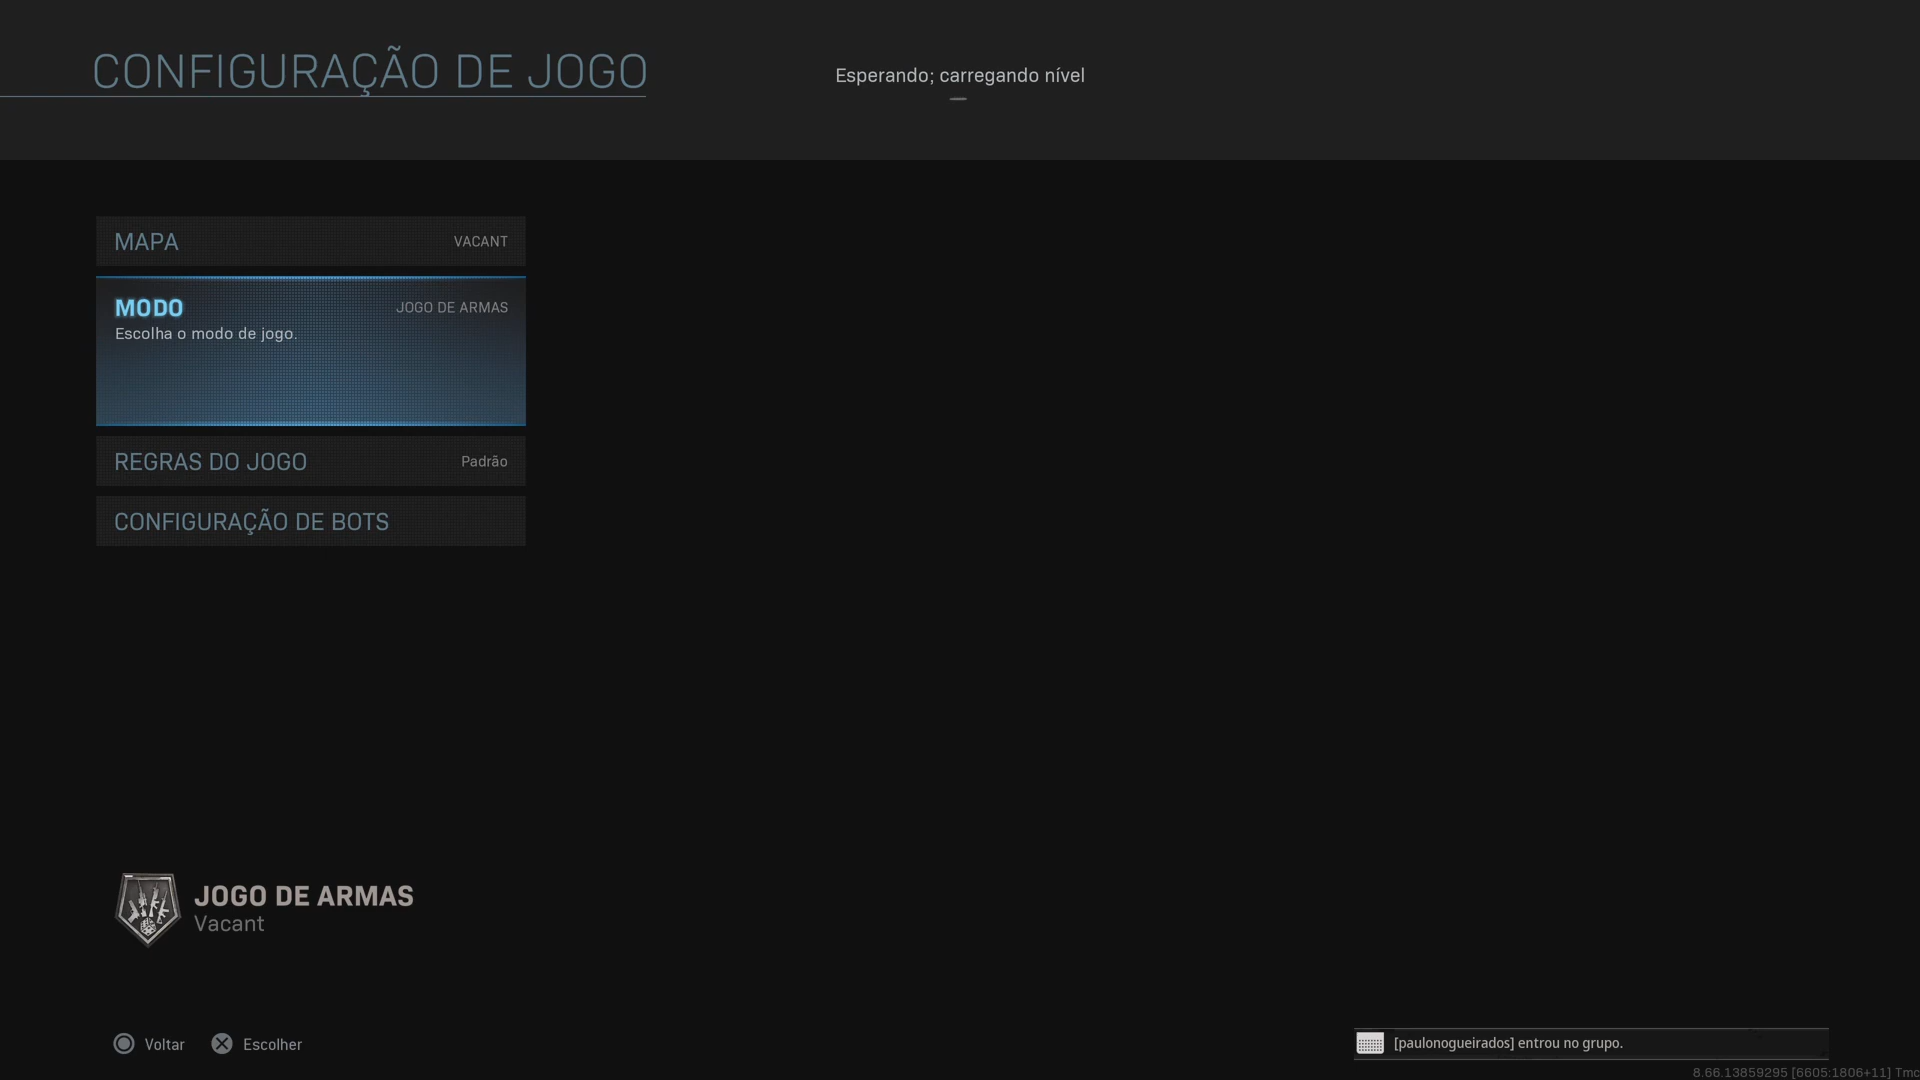 CONFIGURAÇÃO DE JOGO
Esperando; carregando nível
MAPA VACANT
MODO JOGO DE ARMAS
Escolha o modo de jogo.
REGRAS DO JOGO Padrão
CONFIGURAÇÃO DE BOTS
JOGO DE ARMAS
Vacant
Voltar Escolher
[paulonogueirados] entrou no grupo.
8.66.13859295 [6605:1806+11] Tmc